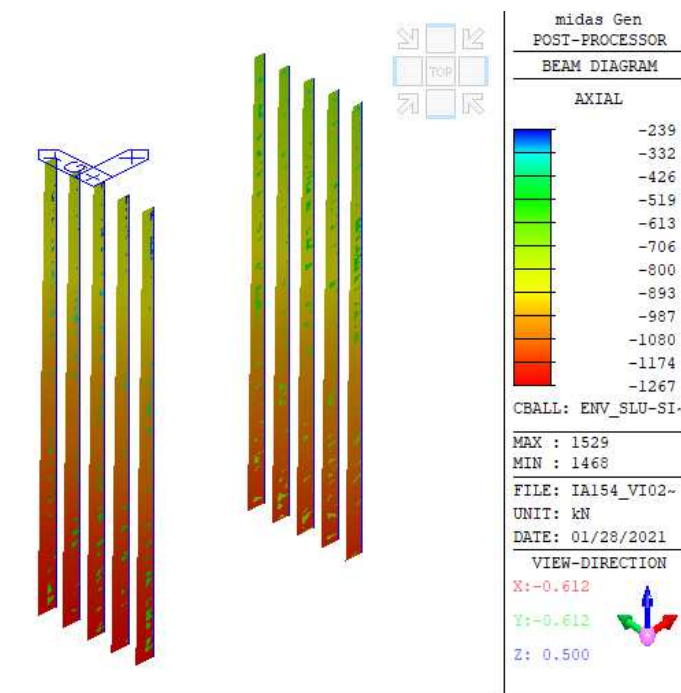 TOP
midas Gen
POST-PROCESSOR
BEAM DIAGRAM
AXIAL
-239
-332
-426
-519
-613
-706
-800
-893
-987
-1080
-1174
-1267
CBALL: ENV_SLU-SI~
MAX : 1529
MIN : 1468
FILE: IA154_VI02~
UNIT: kN
DATE: 01/28/2021
VIEW-DIRECTION
X:-0.612
Y:-0.612
Z: 0.500